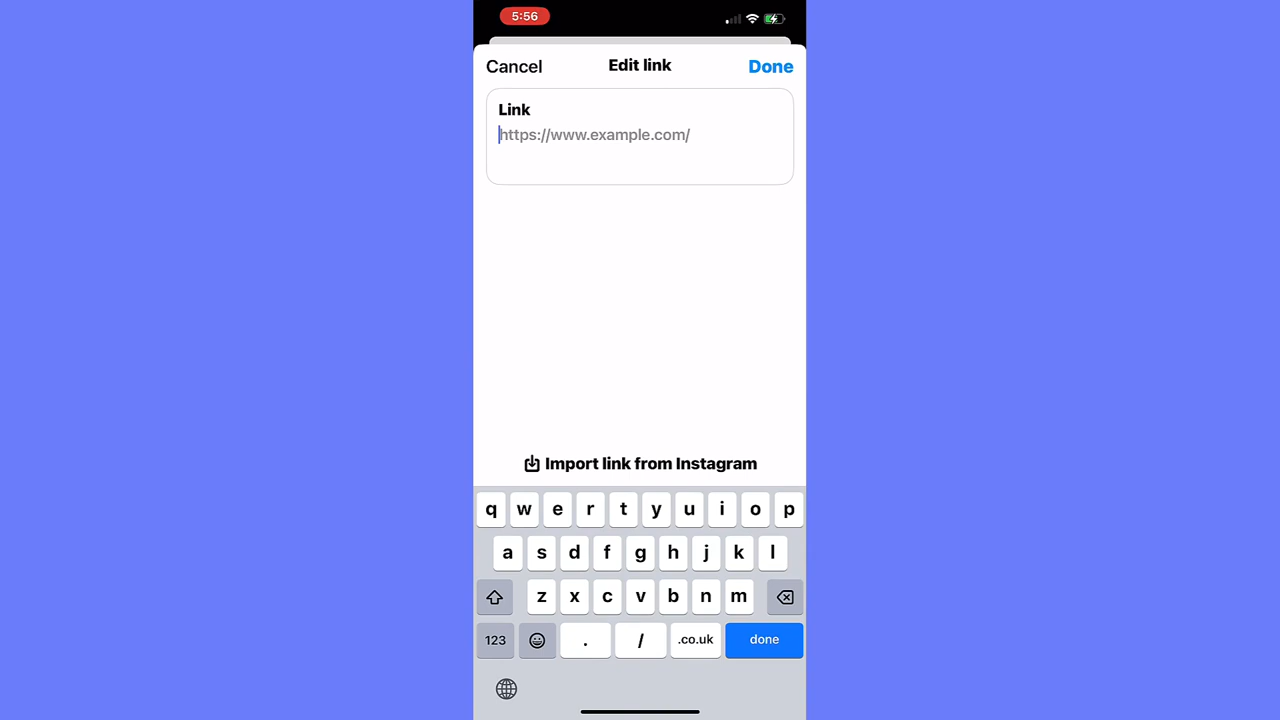 5:56
Cancel Edit link Done
Link
https://www.example.com/
Import link from Instagram
q w e r t y u i o p
a s d f g h j k l
z x c v b n m
123 . / .co.uk done